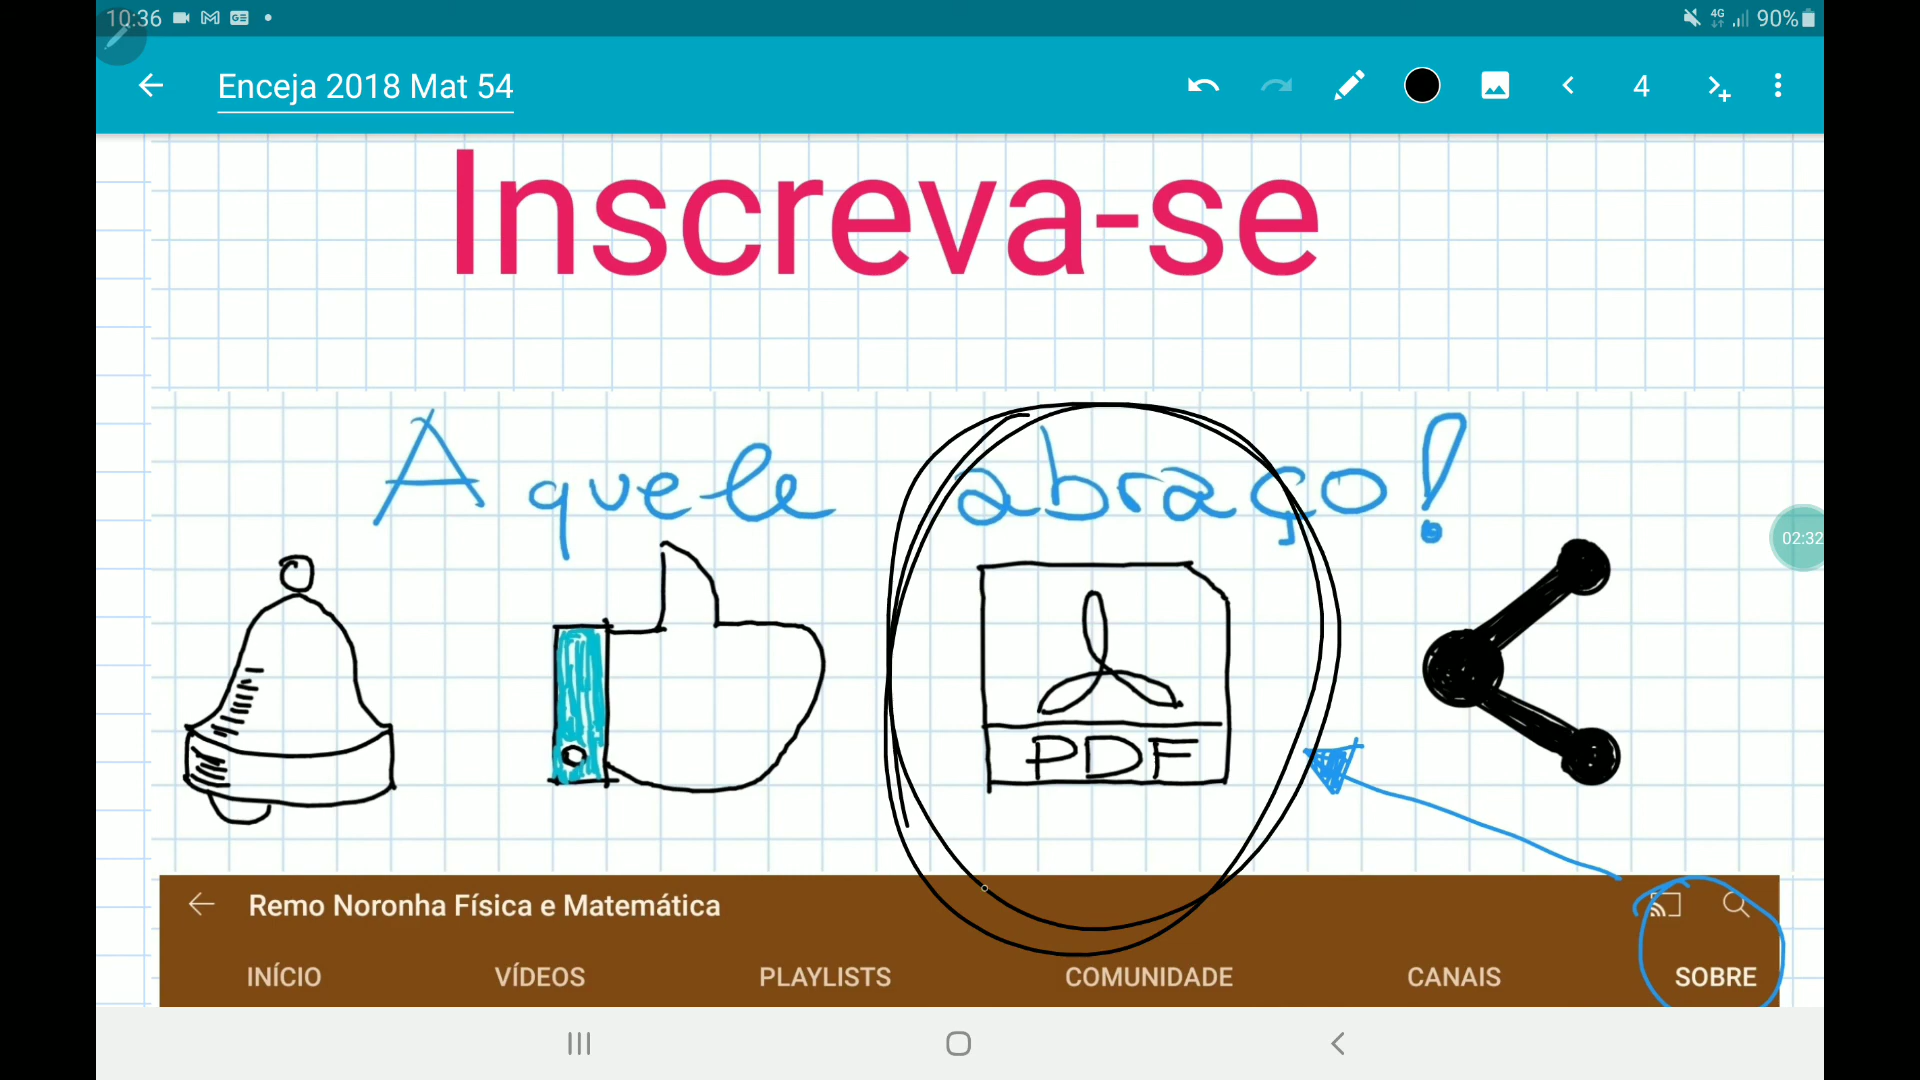 10:36 4G 90%
Enceja 2018 Mat 54 4
Inscreva-se
Aquele abraço!
02:32
PDF
Remo Noronha Física e Matemática
INÍCIO VÍDEOS PLAYLISTS COMUNIDADE CANAIS SOBRE